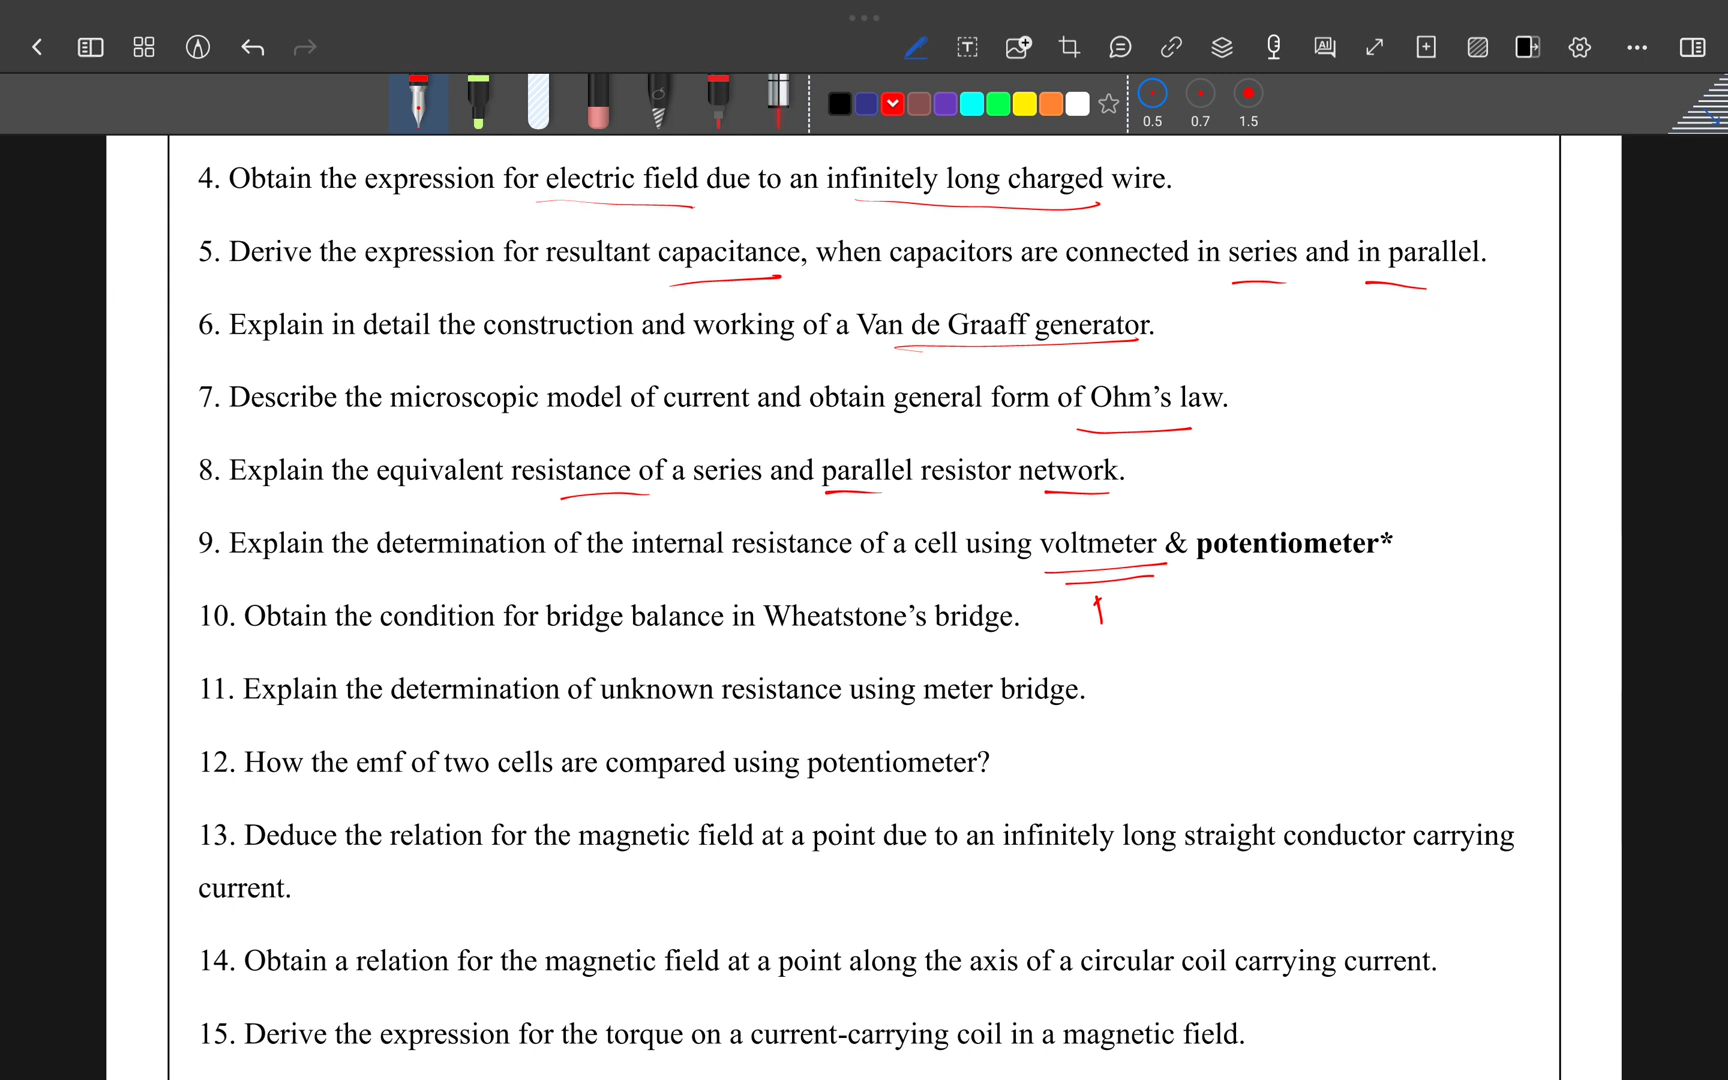 0.5 0.7 1.5
4. Obtain the expression for electric field due to an infinitely long charged wire.
5. Derive the expression for resultant capacitance, when capacitors are connected in series and in parallel.
6. Explain in detail the construction and working of a Van de Graaff generator.
7. Describe the microscopic model of current and obtain general form of Ohm’s law.
8. Explain the equivalent resistance of a series and parallel resistor network.
9. Explain the determination of the internal resistance of a cell using voltmeter & potentiometer*
10. Obtain the condition for bridge balance in Wheatstone’s bridge.
11. Explain the determination of unknown resistance using meter bridge.
12. How the emf of two cells are compared using potentiometer?
13. Deduce the relation for the magnetic field at a point due to an infinitely long straight conductor carrying
current.
14. Obtain a relation for the magnetic field at a point along the axis of a circular coil carrying current.
15. Derive the expression for the torque on a current-carrying coil in a magnetic field.